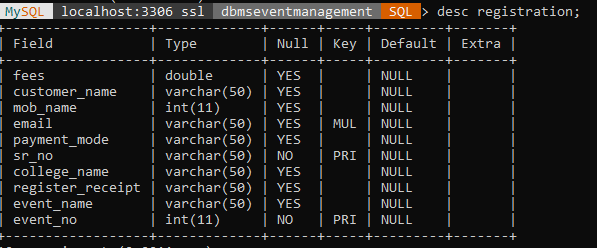 MySQL localhost:3306 ssl dbmseventmanagement SQL > desc registration;
+------------------+-------------+------+-----+---------+-------+
| Field            | Type        | Null | Key | Default | Extra |
+------------------+-------------+------+-----+---------+-------+
| fees             | double      | YES  |     | NULL    |       |
| customer_name    | varchar(50) | YES  |     | NULL    |       |
| mob_name         | int(11)     | YES  |     | NULL    |       |
| email            | varchar(50) | YES  | MUL | NULL    |       |
| payment_mode     | varchar(50) | YES  |     | NULL    |       |
| sr_no            | varchar(50) | NO   | PRI | NULL    |       |
| college_name     | varchar(50) | YES  |     | NULL    |       |
| register_receipt | varchar(50) | YES  |     | NULL    |       |
| event_name       | varchar(50) | YES  |     | NULL    |       |
| event_no         | int(11)     | NO   | PRI | NULL    |       |
+------------------+-------------+------+-----+---------+-------+